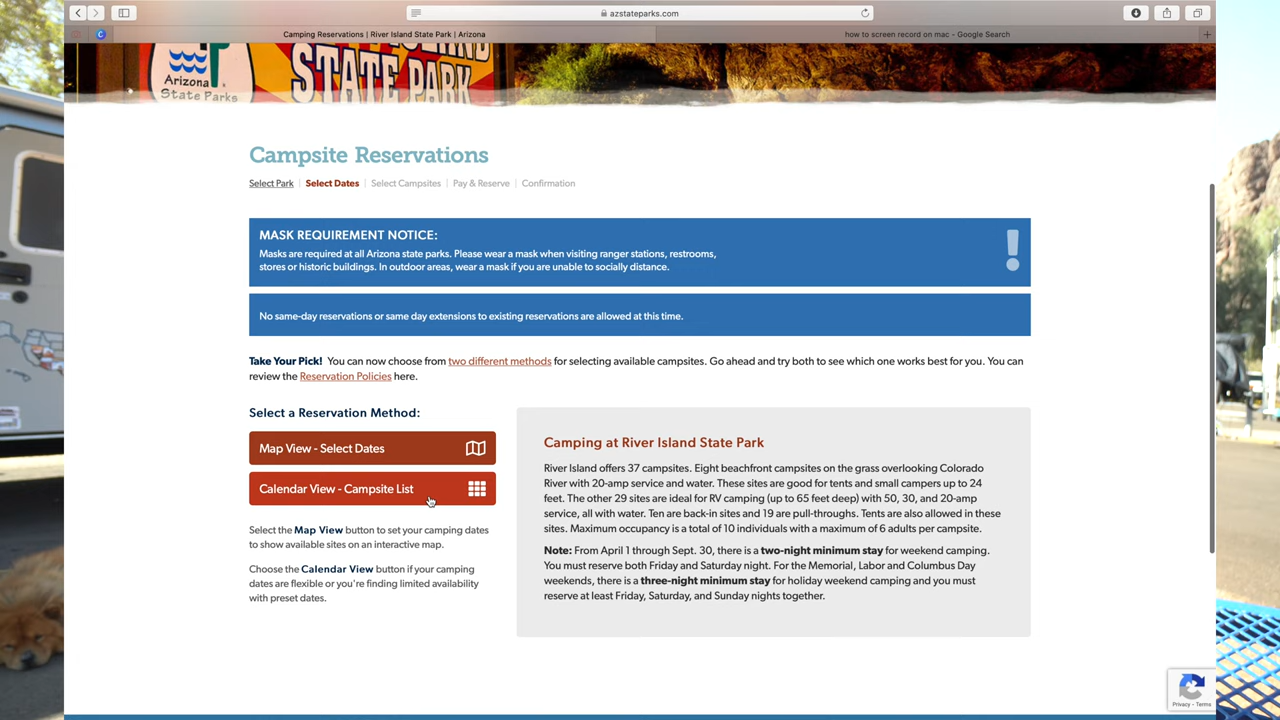 azstateparks.com
Camping Reservations | River Island State Park | Arizona
how to screen record on mac - Google Search
C
Arizona
State Parks
STATE PARK
Campsite Reservations
Select Park | Select Dates | Select Campsites | Pay & Reserve | Confirmation
MASK REQUIREMENT NOTICE:
Masks are required at all Arizona state parks. Please wear a mask when visiting ranger stations, restrooms,
stores or historic buildings. In outdoor areas, wear a mask if you are unable to socially distance.
No same-day reservations or same day extensions to existing reservations are allowed at this time.
Take Your Pick! You can now choose from two different methods for selecting available campsites. Go ahead and try both to see which one works best for you. You can
review the Reservation Policies here.
Select a Reservation Method:
Map View - Select Dates
Calendar View - Campsite List
Select the Map View button to set your camping dates
to show available sites on an interactive map.
Choose the Calendar View button if your camping
dates are flexible or you're finding limited availability
with preset dates.
Camping at River Island State Park
River Island offers 37 campsites. Eight beachfront campsites on the grass overlooking Colorado
River with 20-amp service and water. These sites are good for tents and small campers up to 24
feet. The other 29 sites are ideal for RV camping (up to 65 feet deep) with 50, 30, and 20-amp
service, all with water. Ten are back-in sites and 19 are pull-throughs. Tents are also allowed in these
sites. Maximum occupancy is a total of 10 individuals with a maximum of 6 adults per campsite.
Note: From April 1 through Sept. 30, there is a two-night minimum stay for weekend camping.
You must reserve both Friday and Saturday night. For the Memorial, Labor and Columbus Day
weekends, there is a three-night minimum stay for holiday weekend camping and you must
reserve at least Friday, Saturday, and Sunday nights together.
Privacy - Terms